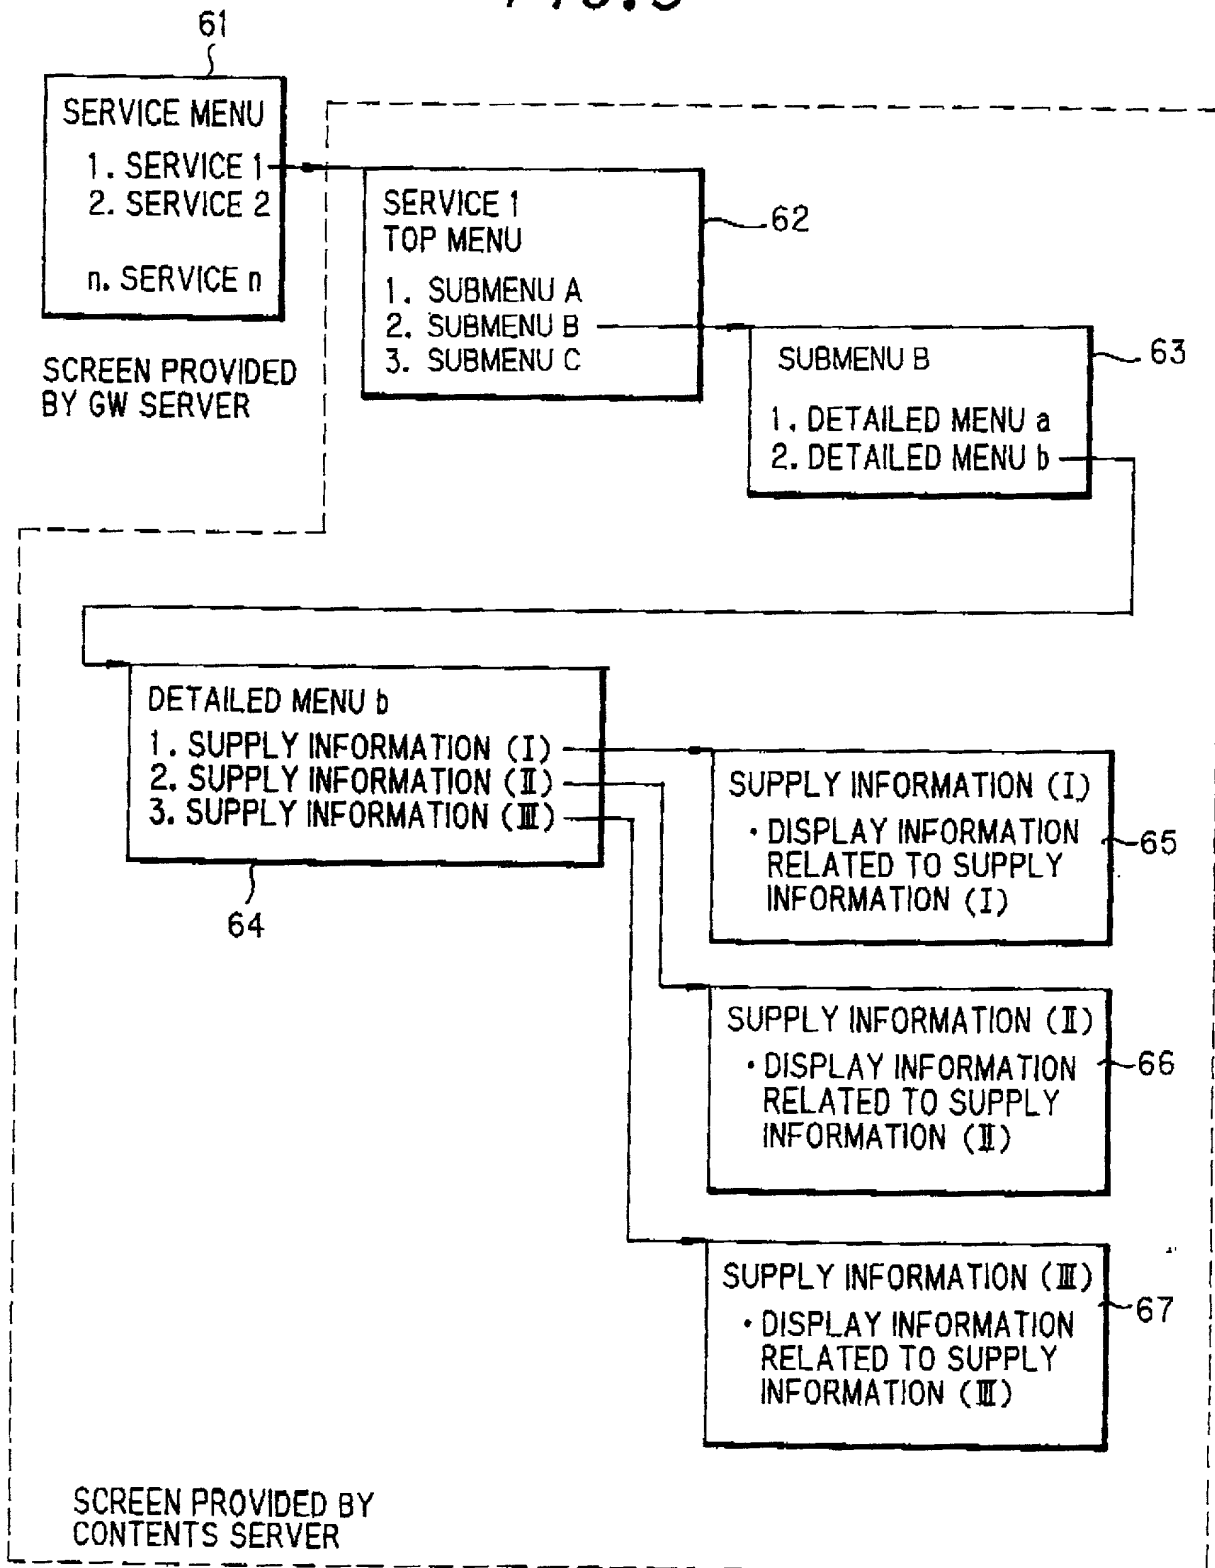 61
SERVICE MENU
1. SERVICE 1
2. SERVICE 2
n. SERVICE n
SCREEN PROVIDED
BY GW SERVER
SERVICE 1
TOP MENU
1. SUBMENU A
2. SUBMENU B
3. SUBMENU C
62
SUBMENU B
1. DETAILED MENU a
2. DETAILED MENU b
63
DETAILED MENU b
1. SUPPLY INFORMATION (I)
2. SUPPLY INFORMATION (II)
3. SUPPLY INFORMATION (III)
64
SUPPLY INFORMATION (I)
• DISPLAY INFORMATION
RELATED TO SUPPLY
INFORMATION (I)
65
SUPPLY INFORMATION (II)
• DISPLAY INFORMATION
RELATED TO SUPPLY
INFORMATION (II)
66
SUPPLY INFORMATION (III)
• DISPLAY INFORMATION
RELATED TO SUPPLY
INFORMATION (III)
67
SCREEN PROVIDED BY
CONTENTS SERVER